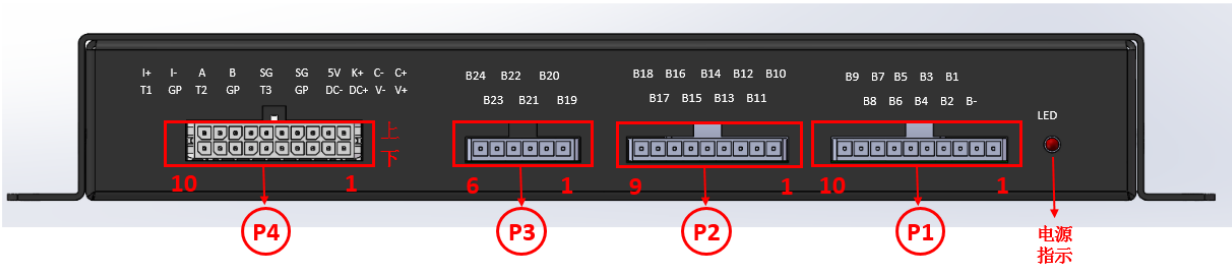 I+ I- A B SG SG 5V K+ C- C+
T1 GP T2 GP T3 GP DC- DC+ V- V+
B24 B22 B20
B23 B21 B19
B18 B16 B14 B12 B10
B17 B15 B13 B11
B9 B7 B5 B3 B1
B8 B6 B4 B2 B-
LED
上
下
10 1
6 1
9 1
10 1
P4
P3
P2
P1
电源
指示